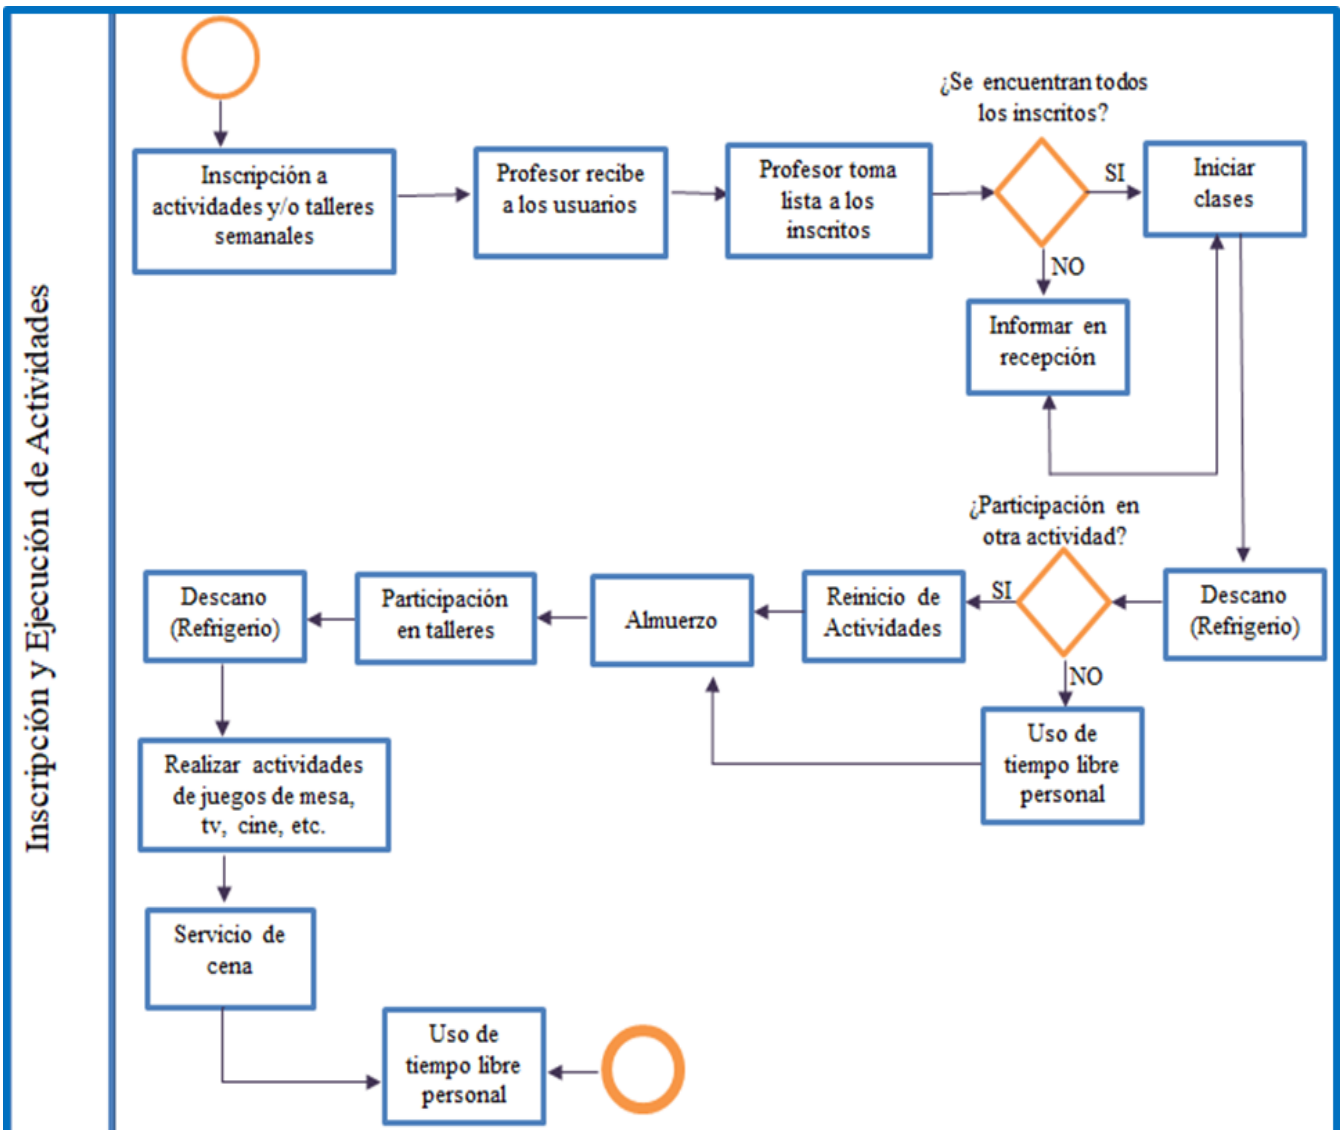 Inscripción y Ejecución de Actividades
Inscripción a
actividades y/o talleres
semanales
Profesor recibe
a los usuarios
Profesor toma
lista a los
inscritos
¿Se encuentran todos
los inscritos?
SI
Iniciar
clases
NO
Informar en
recepción
¿Participación en
otra actividad?
Descano
(Refrigerio)
SI
Reinicio de
Actividades
NO
Uso de
tiempo libre
personal
Almuerzo
Participación
en talleres
Descano
(Refrigerio)
Realizar actividades
de juegos de mesa,
tv, cine, etc.
Servicio de
cena
Uso de
tiempo libre
personal